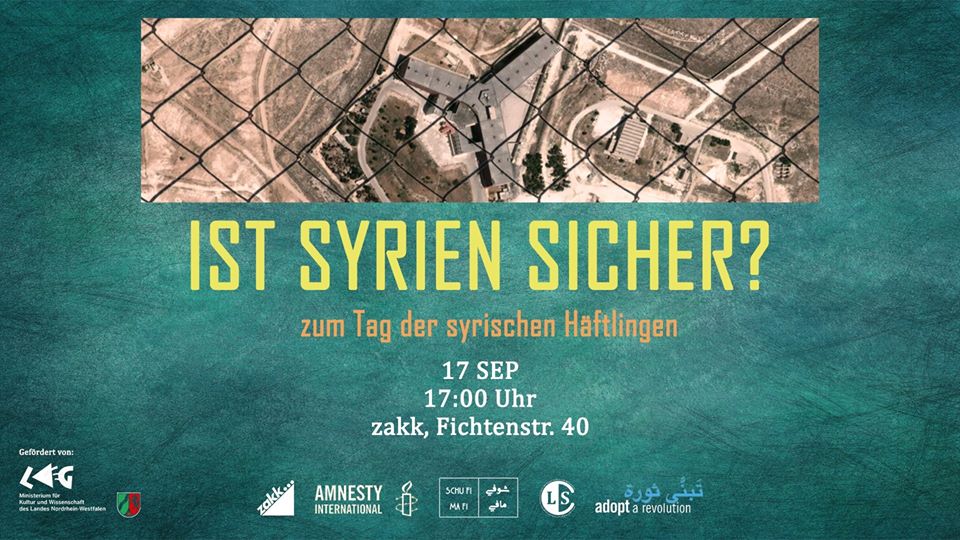 IST SYRIEN SICHER?
zum Tag der syrischen Häftlingen
17 SEP
17:00 Uhr
zakk, Fichtenstr. 40
Gefördert von:
Ministerium für
Kultur und Wissenschaft
des Landes Nordrhein-Westfalen
zakk...
AMNESTY
INTERNATIONAL
SCHU FI
MA FI
شوفي
مافي
LSC
تَبنَّي ثورة
adopt a revolution